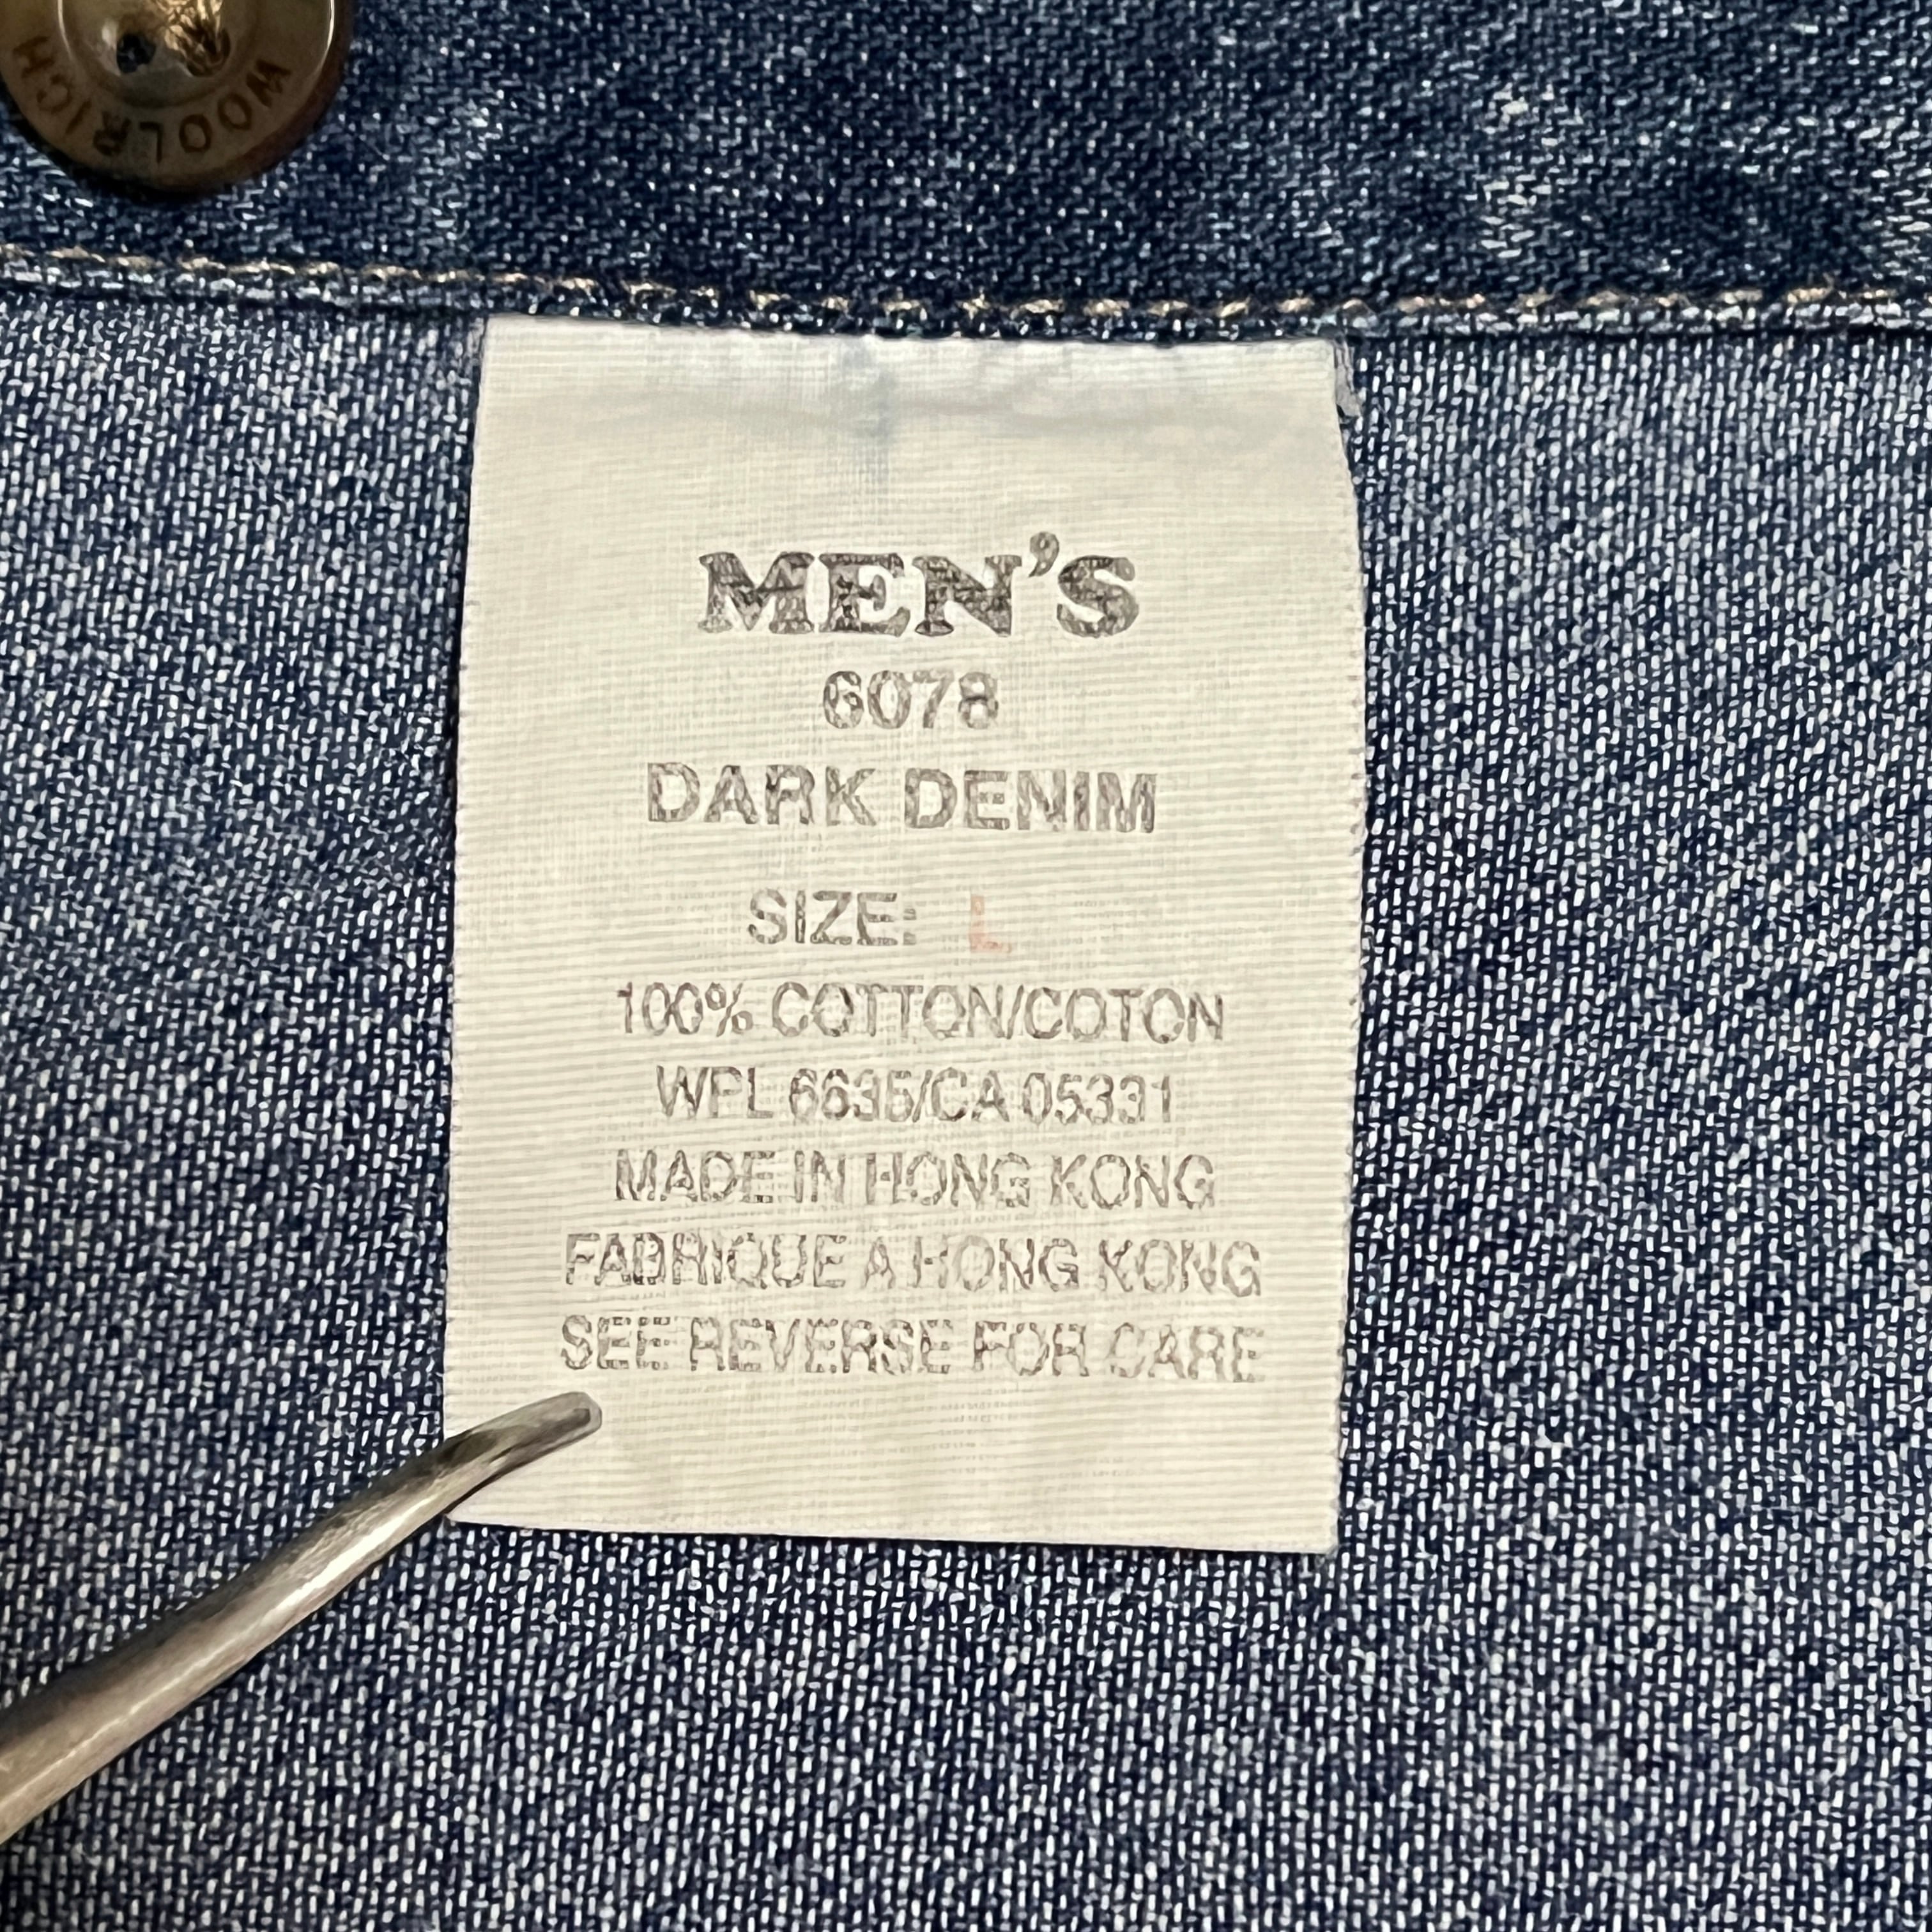 WOOLRICH
MEN'S
6078
DARK DENIM
SIZE: L
100% COTTON/COTON
WPL 6635/CA 05331
MADE IN HONG KONG
FABRIQUE A HONG KONG
SEE REVERSE FOR CARE